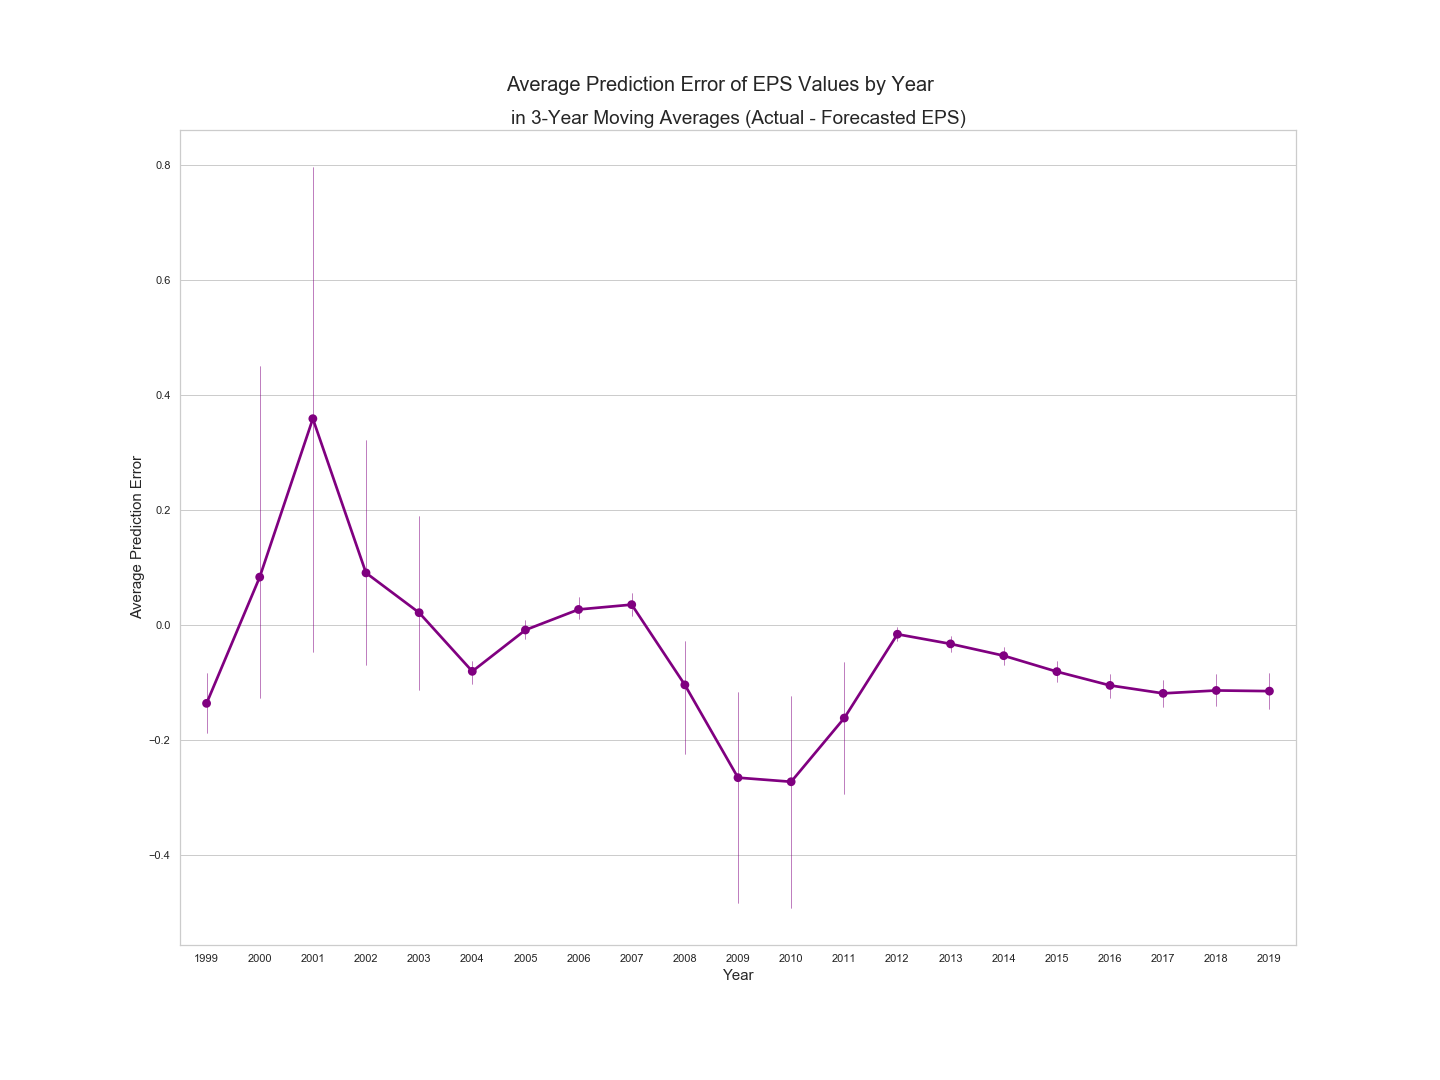 Average Prediction Error of EPS Values by Year
in 3-Year Moving Averages (Actual - Forecasted EPS)
Average Prediction Error
0.8
0.6
0.4
0.2
0.0
−0.2
−0.4
1999 2000 2001 2002 2003 2004 2005 2006 2007 2008 2009 2010 2011 2012 2013 2014 2015 2016 2017 2018 2019
Year